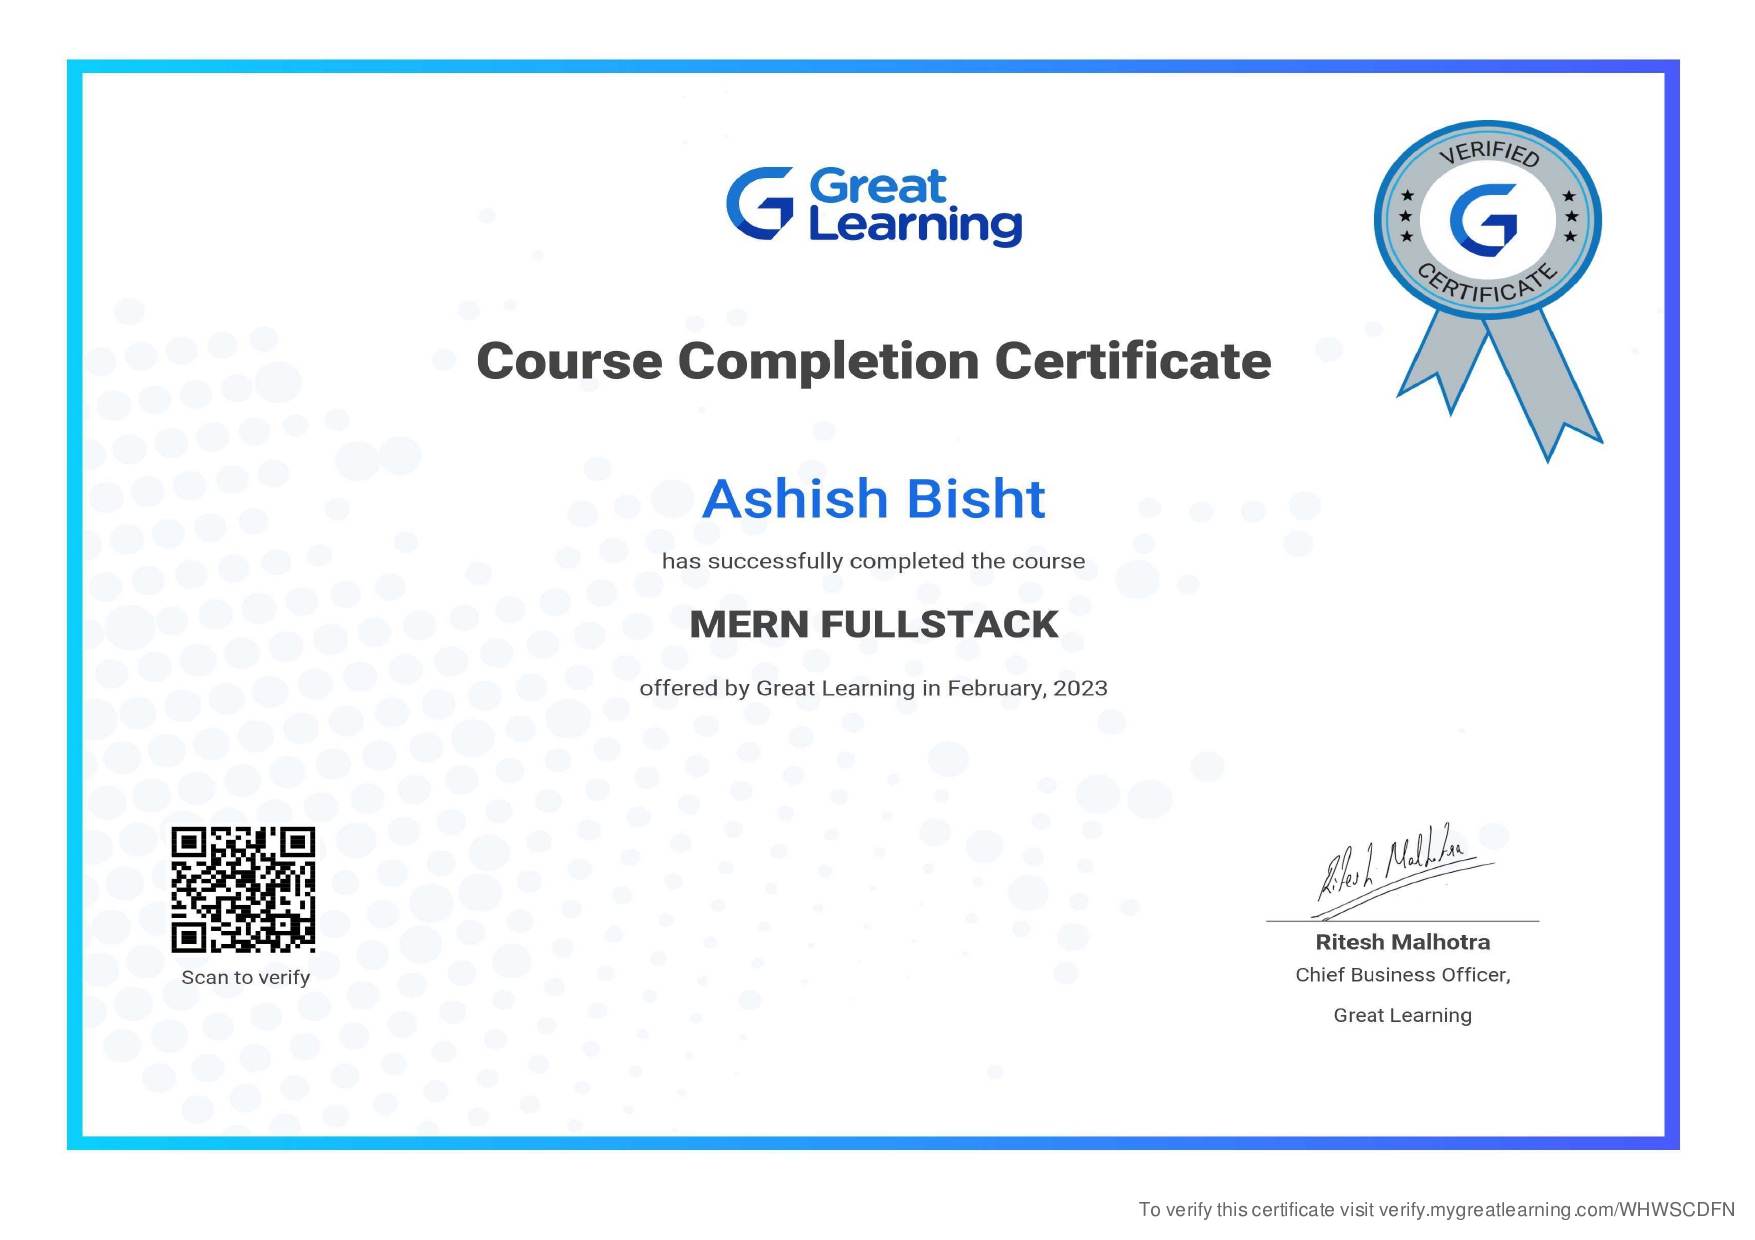 Great
Learning
VERIFIED
CERTIFICATE
Course Completion Certificate
Ashish Bisht
has successfully completed the course
MERN FULLSTACK
offered by Great Learning in February, 2023
Scan to verify
Ritesh Malhotra
Ritesh Malhotra
Chief Business Officer,
Great Learning
To verify this certificate visit verify.mygreatlearning.com/WHWSCDFN